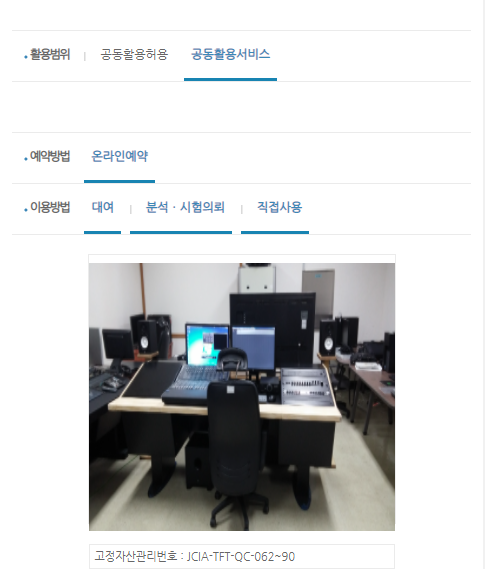 활용범위 | 공동활용허용 공동활용서비스
예약방법 온라인예약
이용방법 대여 | 분석 · 시험의뢰 | 직접사용
고정자산관리번호 : JCIA-TFT-QC-062~90